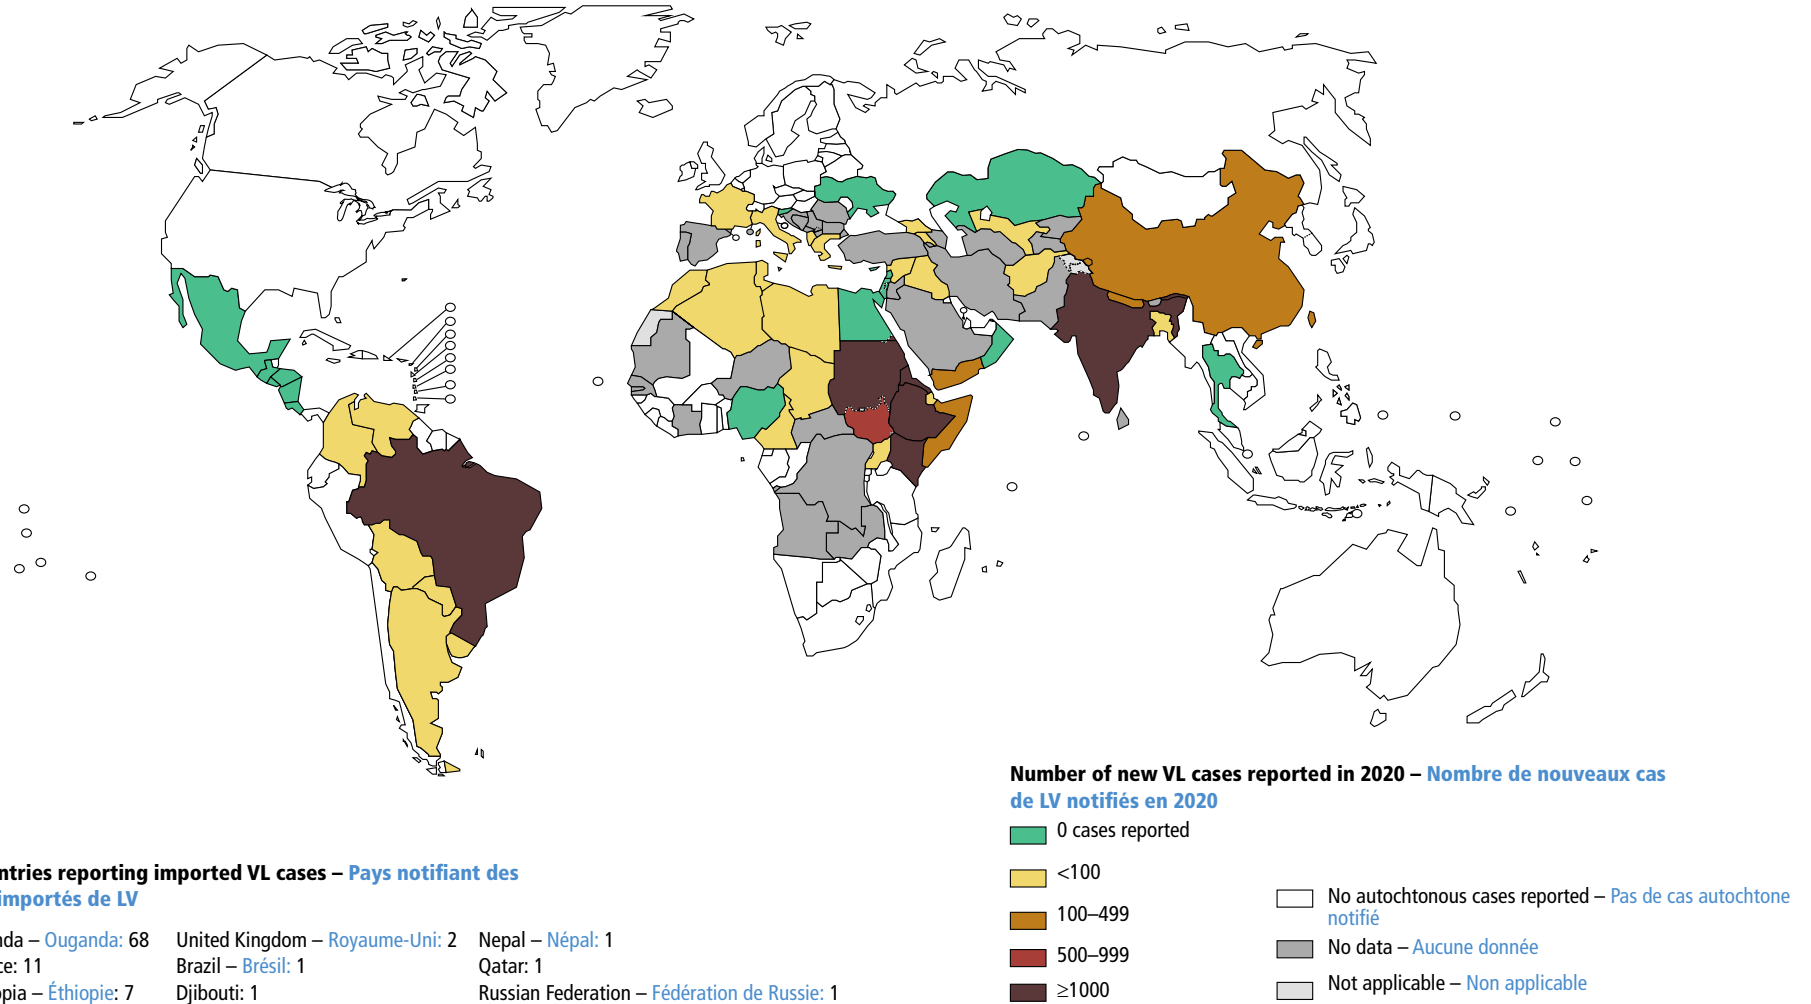 Number of new VL cases reported in 2020 – Nombre de nouveaux cas
de LV notifiés en 2020
0 cases reported
<100
100–499
500–999
≥1000
No autochtonous cases reported – Pas de cas autochtone
notifié
No data – Aucune donnée
Not applicable – Non applicable
ntries reporting imported VL cases – Pays notifiant des
importés de LV
nda – Ouganda: 68
ce: 11
opia – Éthiopie: 7
United Kingdom – Royaume-Uni: 2
Brazil – Brésil: 1
Djibouti: 1
Nepal – Népal: 1
Qatar: 1
Russian Federation – Fédération de Russie: 1